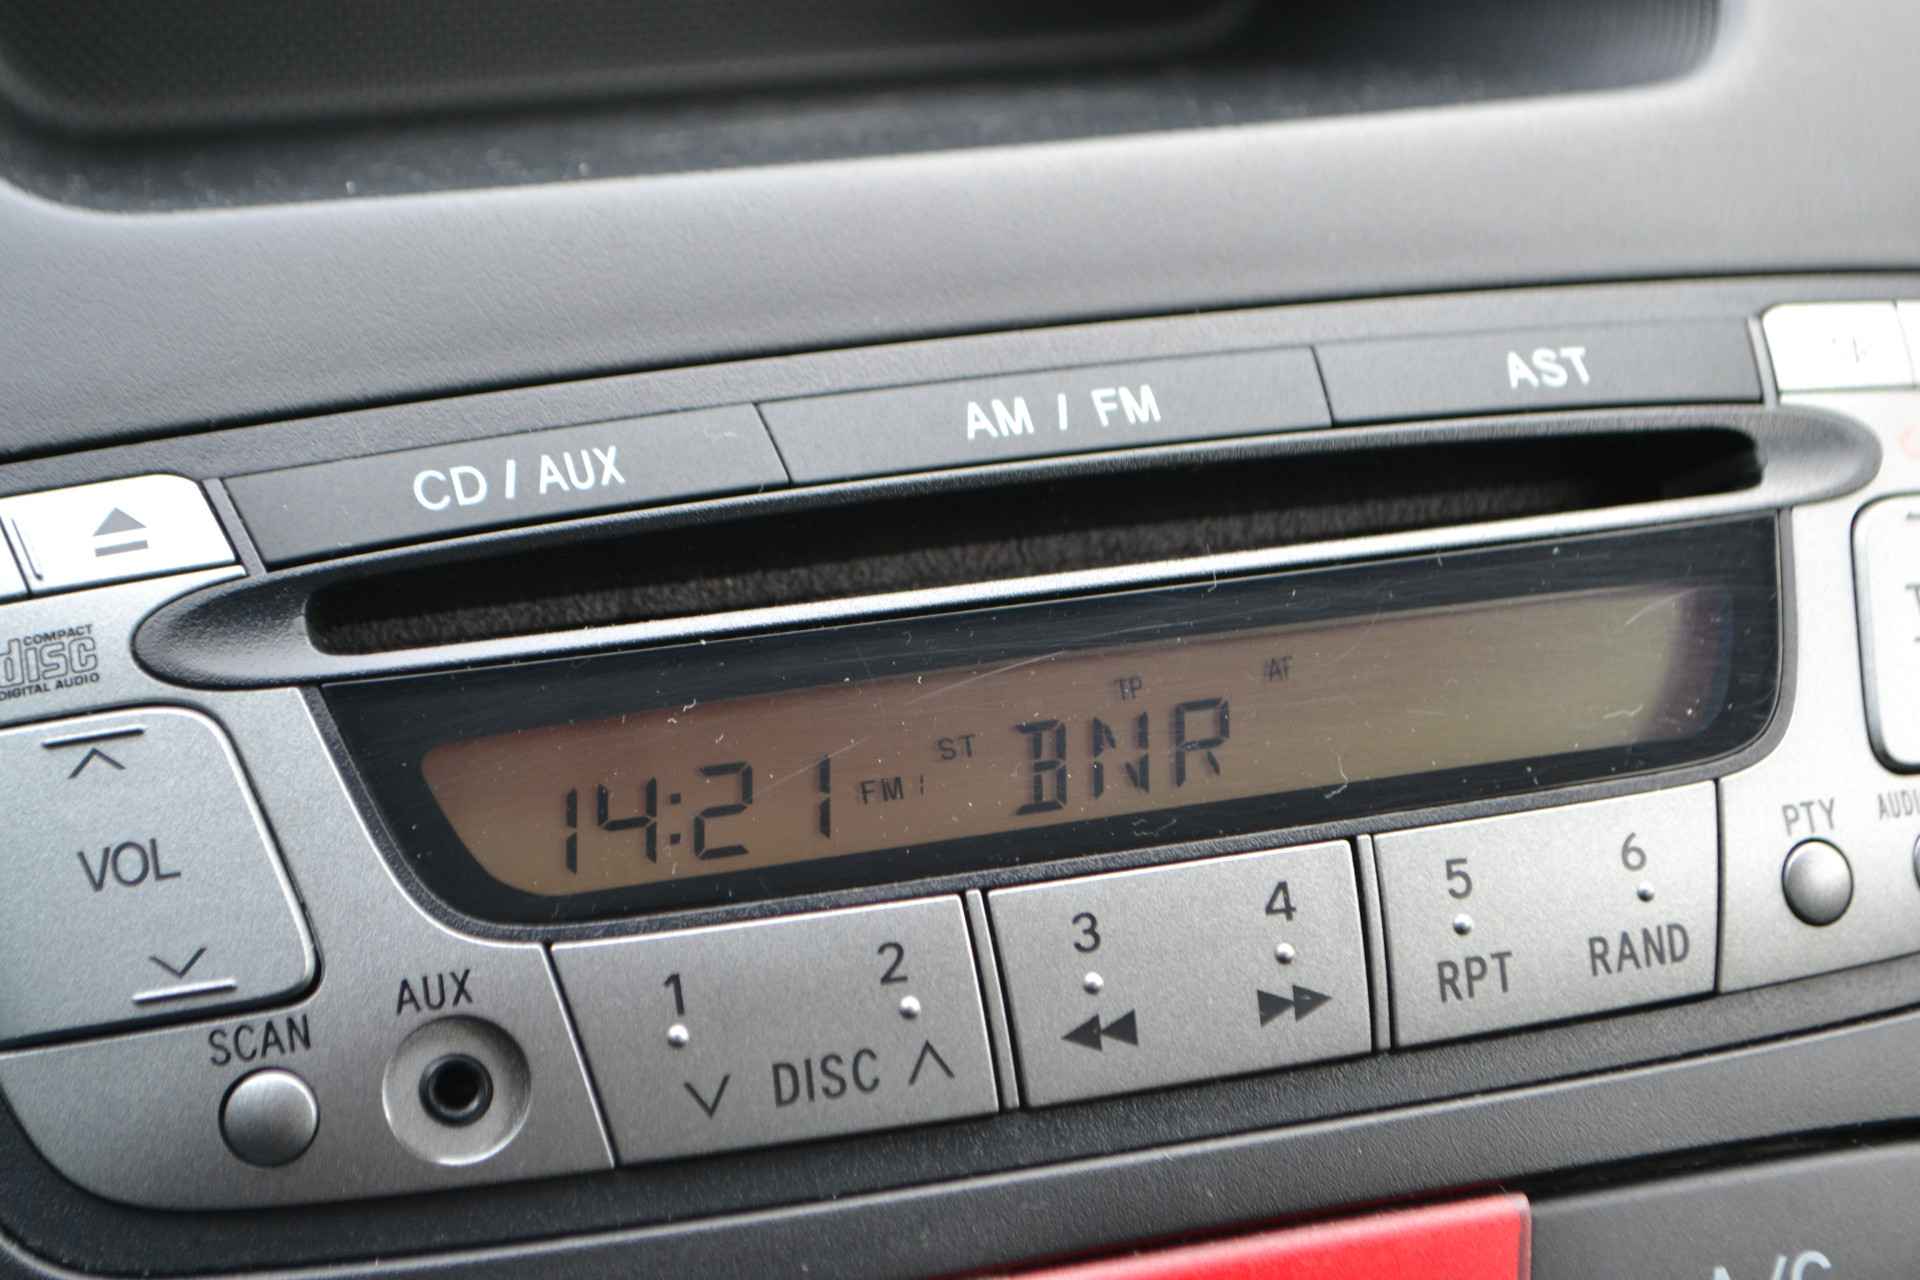 CD / AUX
AM / FM
AST
COMPACT
disc
DIGITAL AUDIO
TP
AF
14:21
FM 1
ST
BNR
VOL
PTY
SCAN
AUX
1
2
DISC
3
4
5
RPT
6
RAND